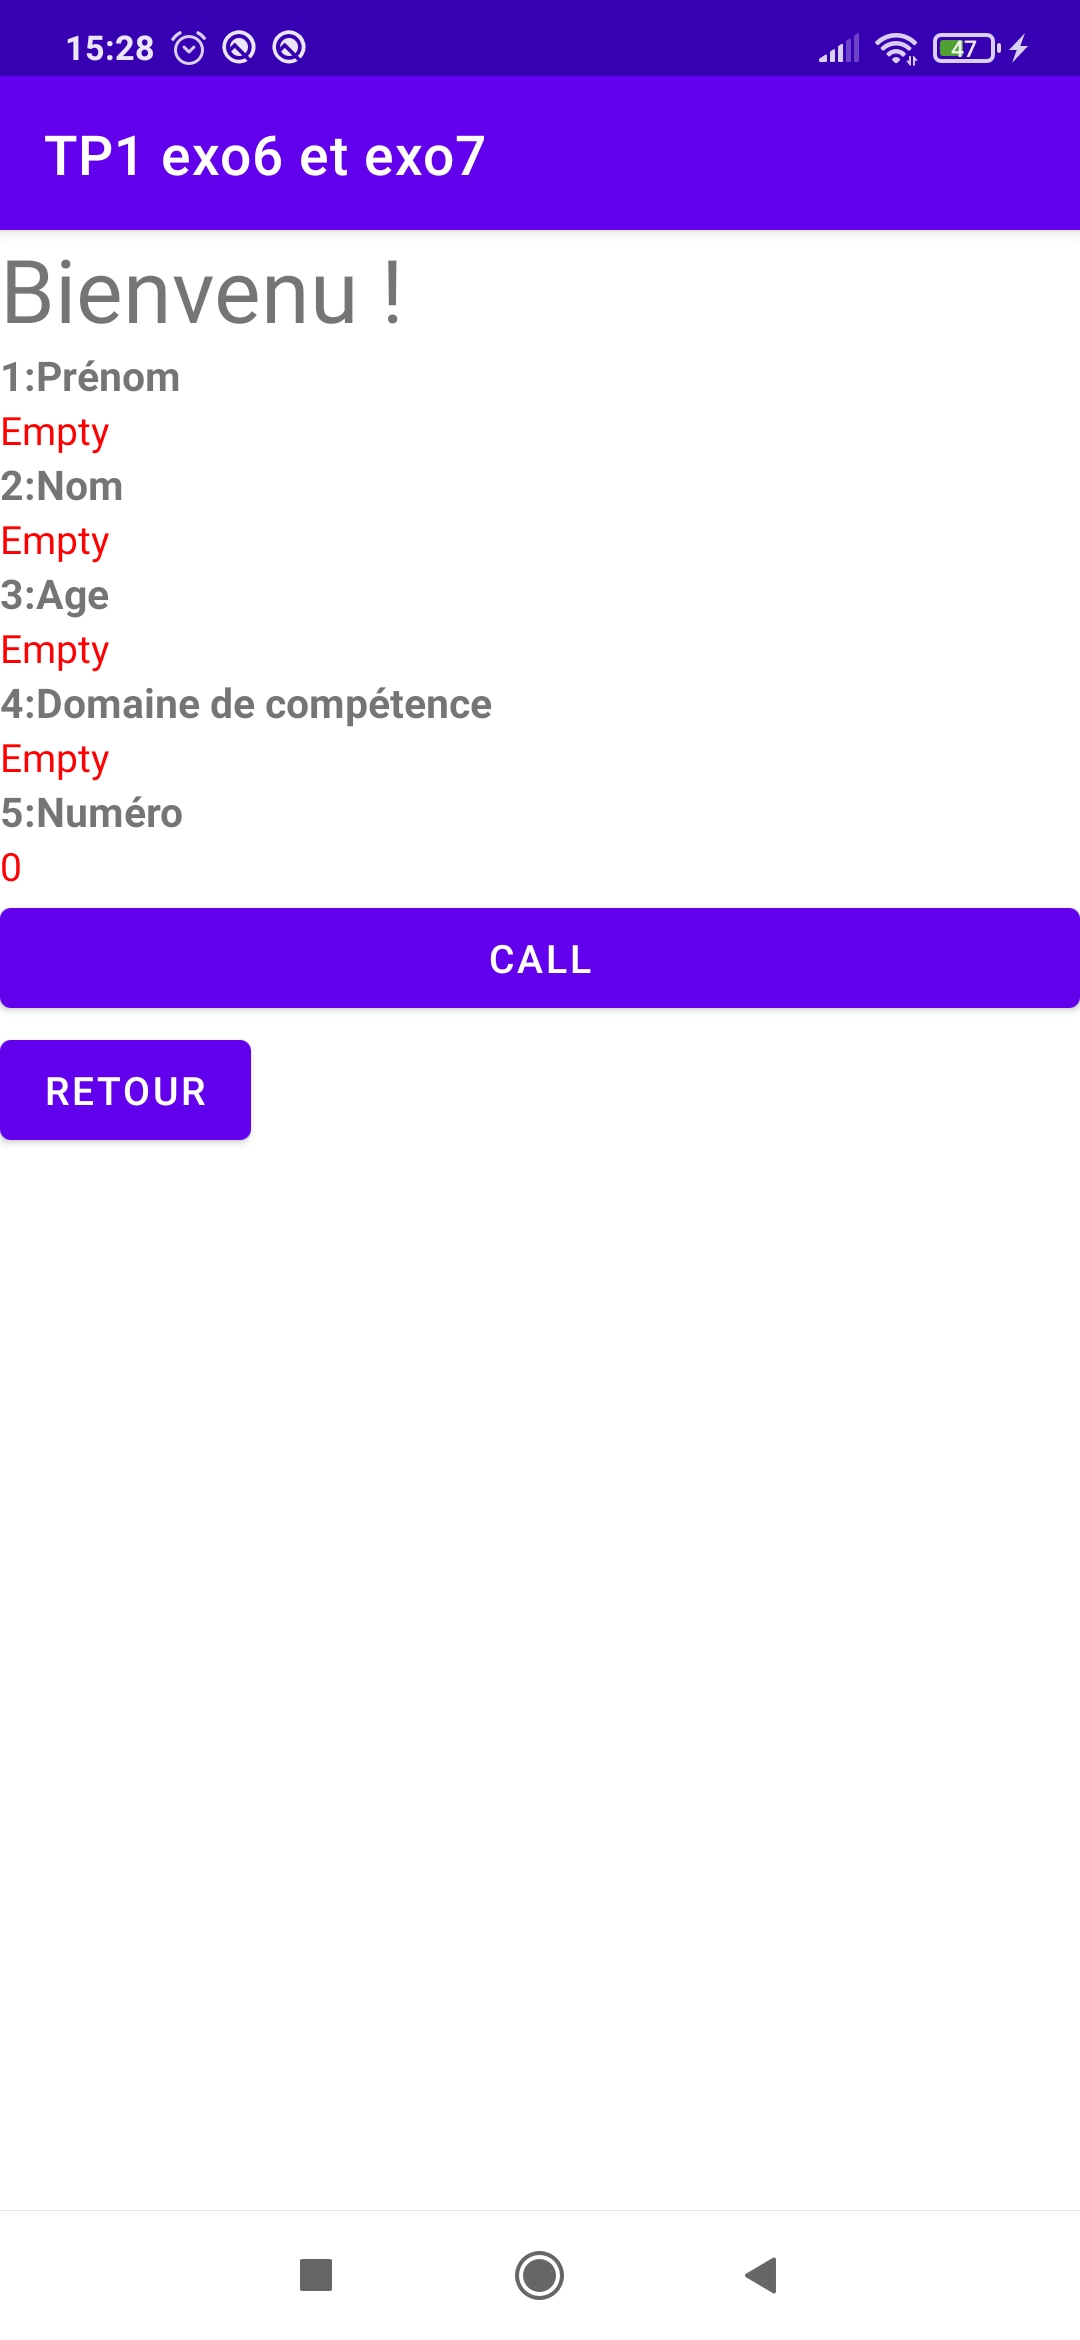 15:28
47
TP1 exo6 et exo7
Bienvenu !
1:Prénom
Empty
2:Nom
Empty
3:Age
Empty
4:Domaine de compétence
Empty
5:Numéro
0
CALL
RETOUR